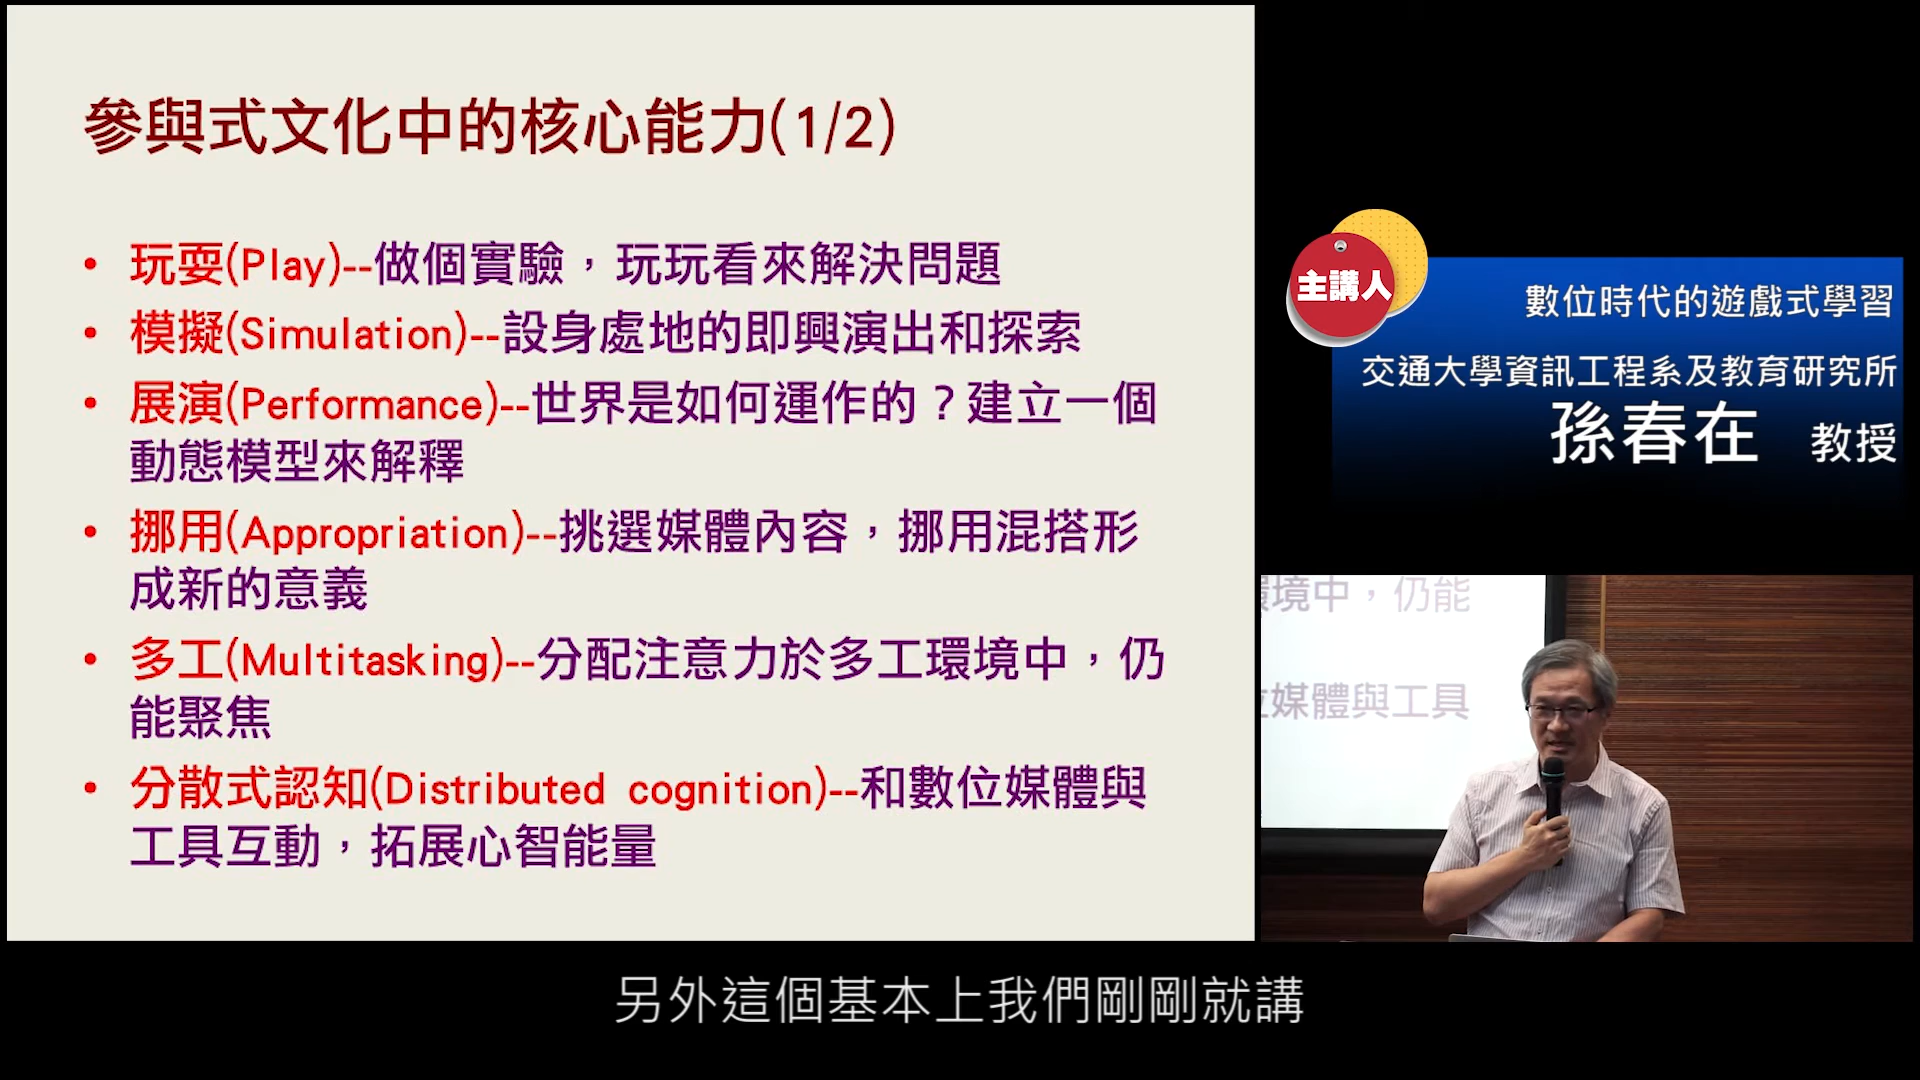 參與式文化中的核心能力(1/2)
• 玩耍(Play)--做個實驗，玩玩看來解決問題
• 模擬(Simulation)--設身處地的即興演出和探索
• 展演(Performance)--世界是如何運作的？建立一個
動態模型來解釋
• 挪用(Appropriation)--挑選媒體內容，挪用混搭形
成新的意義
• 多工(Multitasking)--分配注意力於多工環境中，仍
能聚焦
• 分散式認知(Distributed cognition)--和數位媒體與
工具互動，拓展心智能量
主講人
數位時代的遊戲式學習
交通大學資訊工程系及教育研究所
孫春在 教授
環境中，仍能
位媒體與工具
另外這個基本上我們剛剛就講